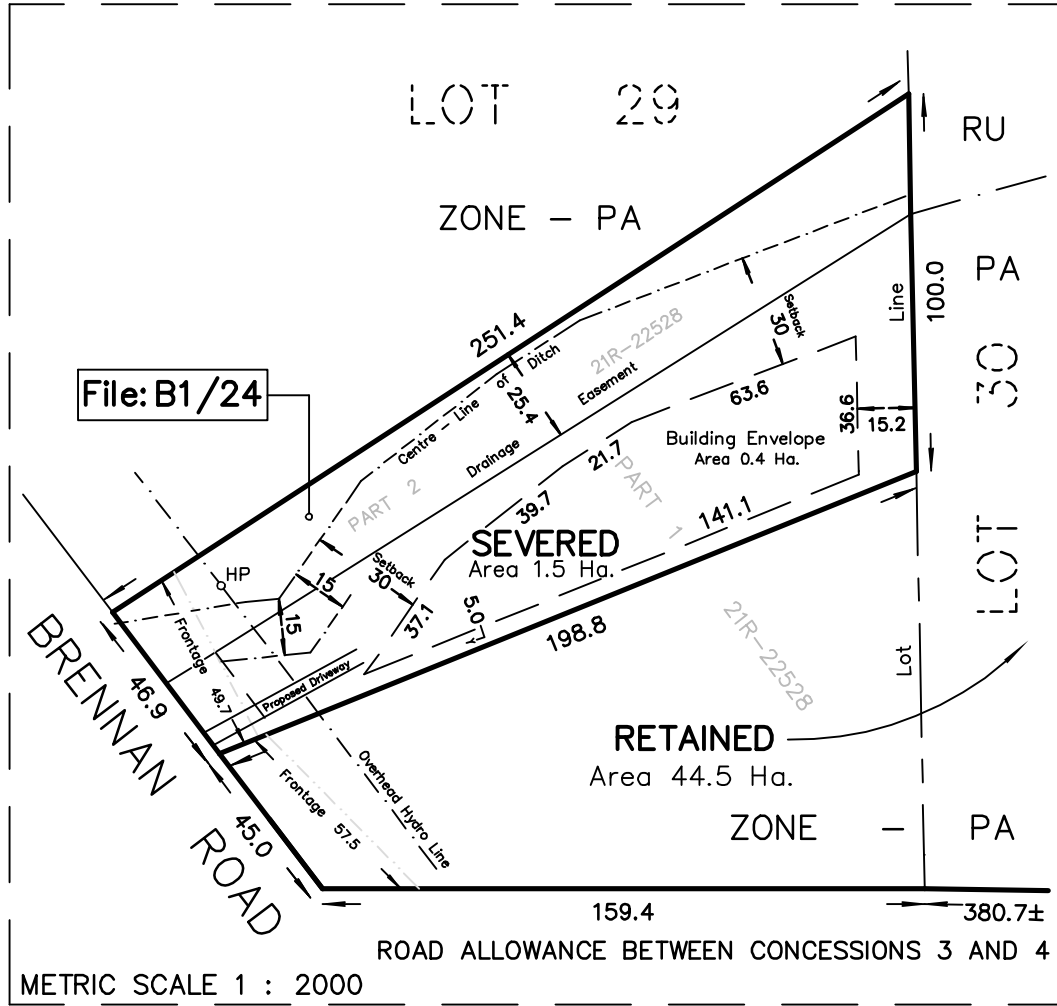 LOT 29
RU
ZONE - PA
PA
100.0
Line
251.4
Setback
30
21R-22528
Centre - Line of Ditch
25.4
Easement
LOT 30
File: B1/24
63.6
36.6
15.2
Building Envelope
Area 0.4 Ha.
Drainage
21.7
PART 2
PART 1
39.7
141.1
SEVERED
Area 1.5 Ha.
HP
15
Setback
30
15
37.1
5.0
198.8
21R-22528
Frontage 49.7
46.9
Proposed Driveway
Lot
BRENNAN ROAD
RETAINED
Area 44.5 Ha.
Frontage 57.5
Overhead Hydro Line
45.0
ZONE - PA
159.4
380.7±
ROAD ALLOWANCE BETWEEN CONCESSIONS 3 AND 4
METRIC SCALE 1 : 2000